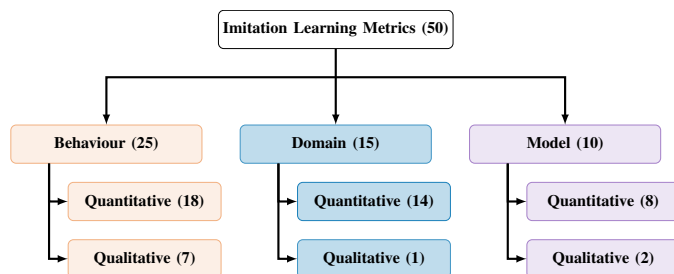 Imitation Learning Metrics (50)
Behaviour (25)
Domain (15)
Model (10)
Quantitative (18)
Quantitative (14)
Quantitative (8)
Qualitative (7)
Qualitative (1)
Qualitative (2)